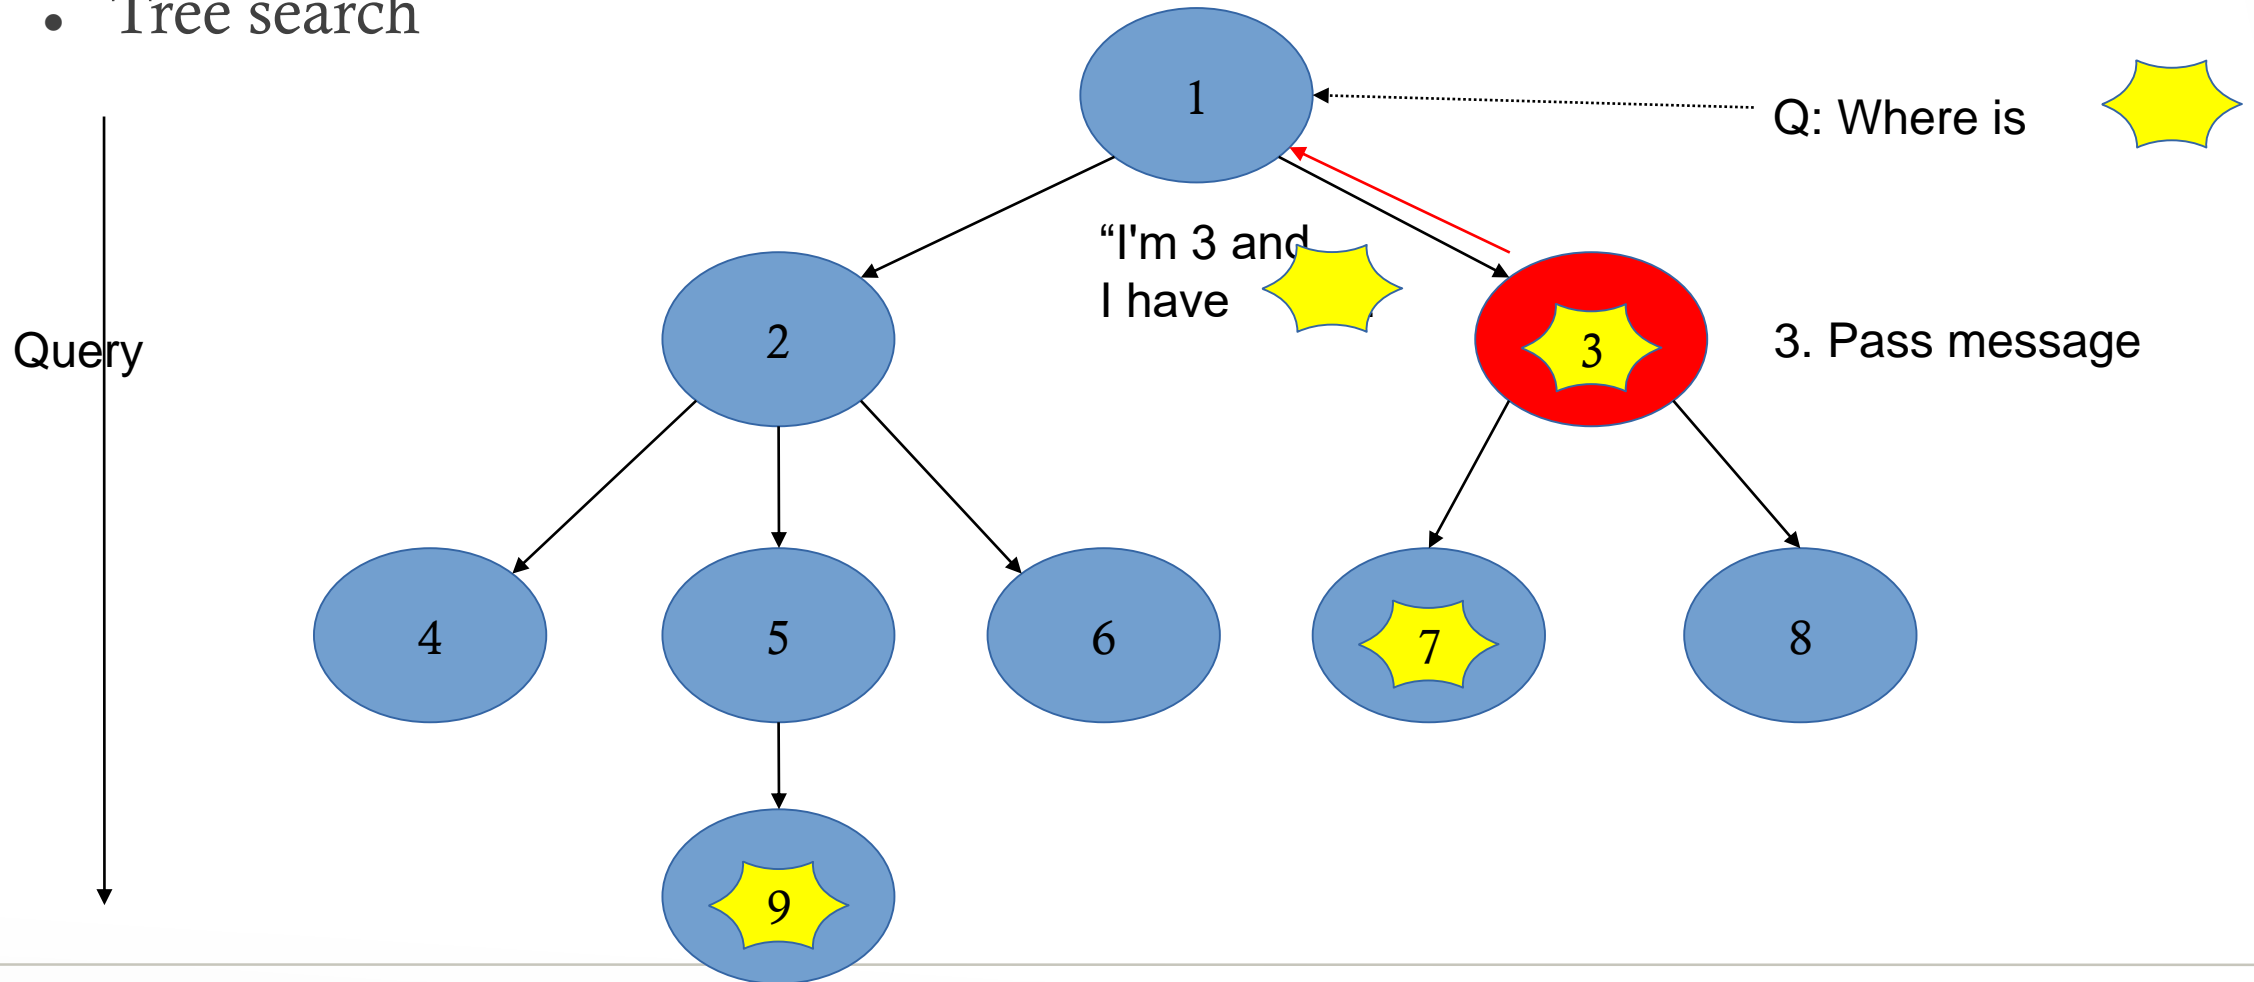 • Tree search
1
Q: Where is
“I'm 3 and
I have
2
3
3. Pass message
Query
4
5
6
7
8
9